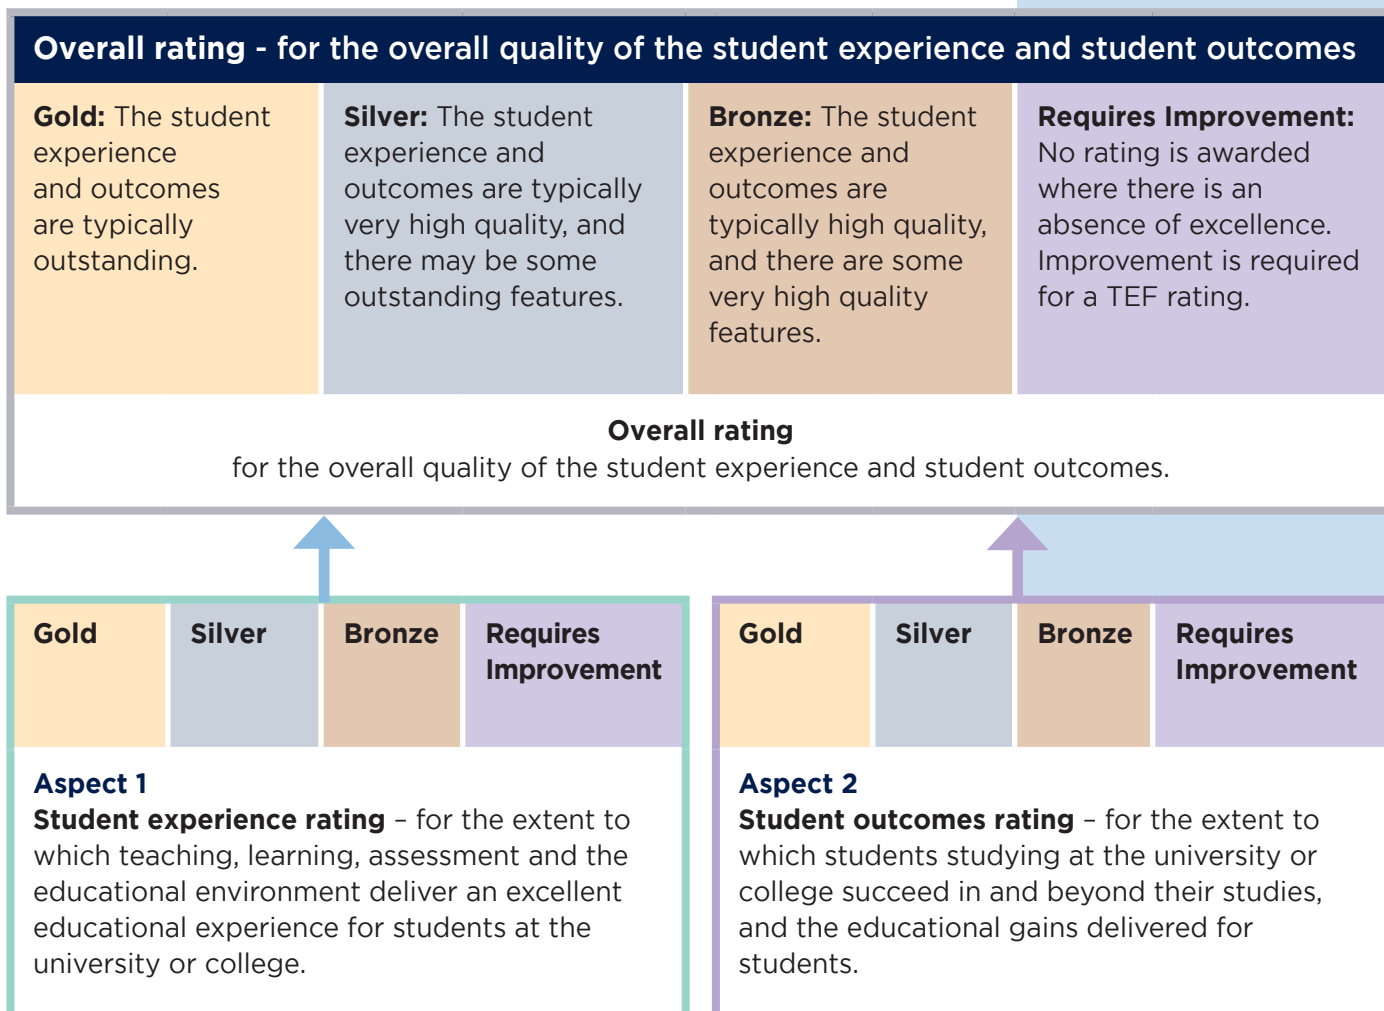 Overall rating - for the overall quality of the student experience and student outcomes
Gold: The student
experience
and outcomes
are typically
outstanding.
Silver: The student
experience and
outcomes are typically
very high quality, and
there may be some
outstanding features.
Bronze: The student
experience and
outcomes are
typically high quality,
and there are some
very high quality
features.
Requires Improvement:
No rating is awarded
where there is an
absence of excellence.
Improvement is required
for a TEF rating.
Overall rating
for the overall quality of the student experience and student outcomes.
Gold
Silver
Bronze
Requires
Improvement
Aspect 1
Student experience rating – for the extent to
which teaching, learning, assessment and the
educational environment deliver an excellent
educational experience for students at the
university or college.
Gold
Silver
Bronze
Requires
Improvement
Aspect 2
Student outcomes rating – for the extent to
which students studying at the university or
college succeed in and beyond their studies,
and the educational gains delivered for
students.